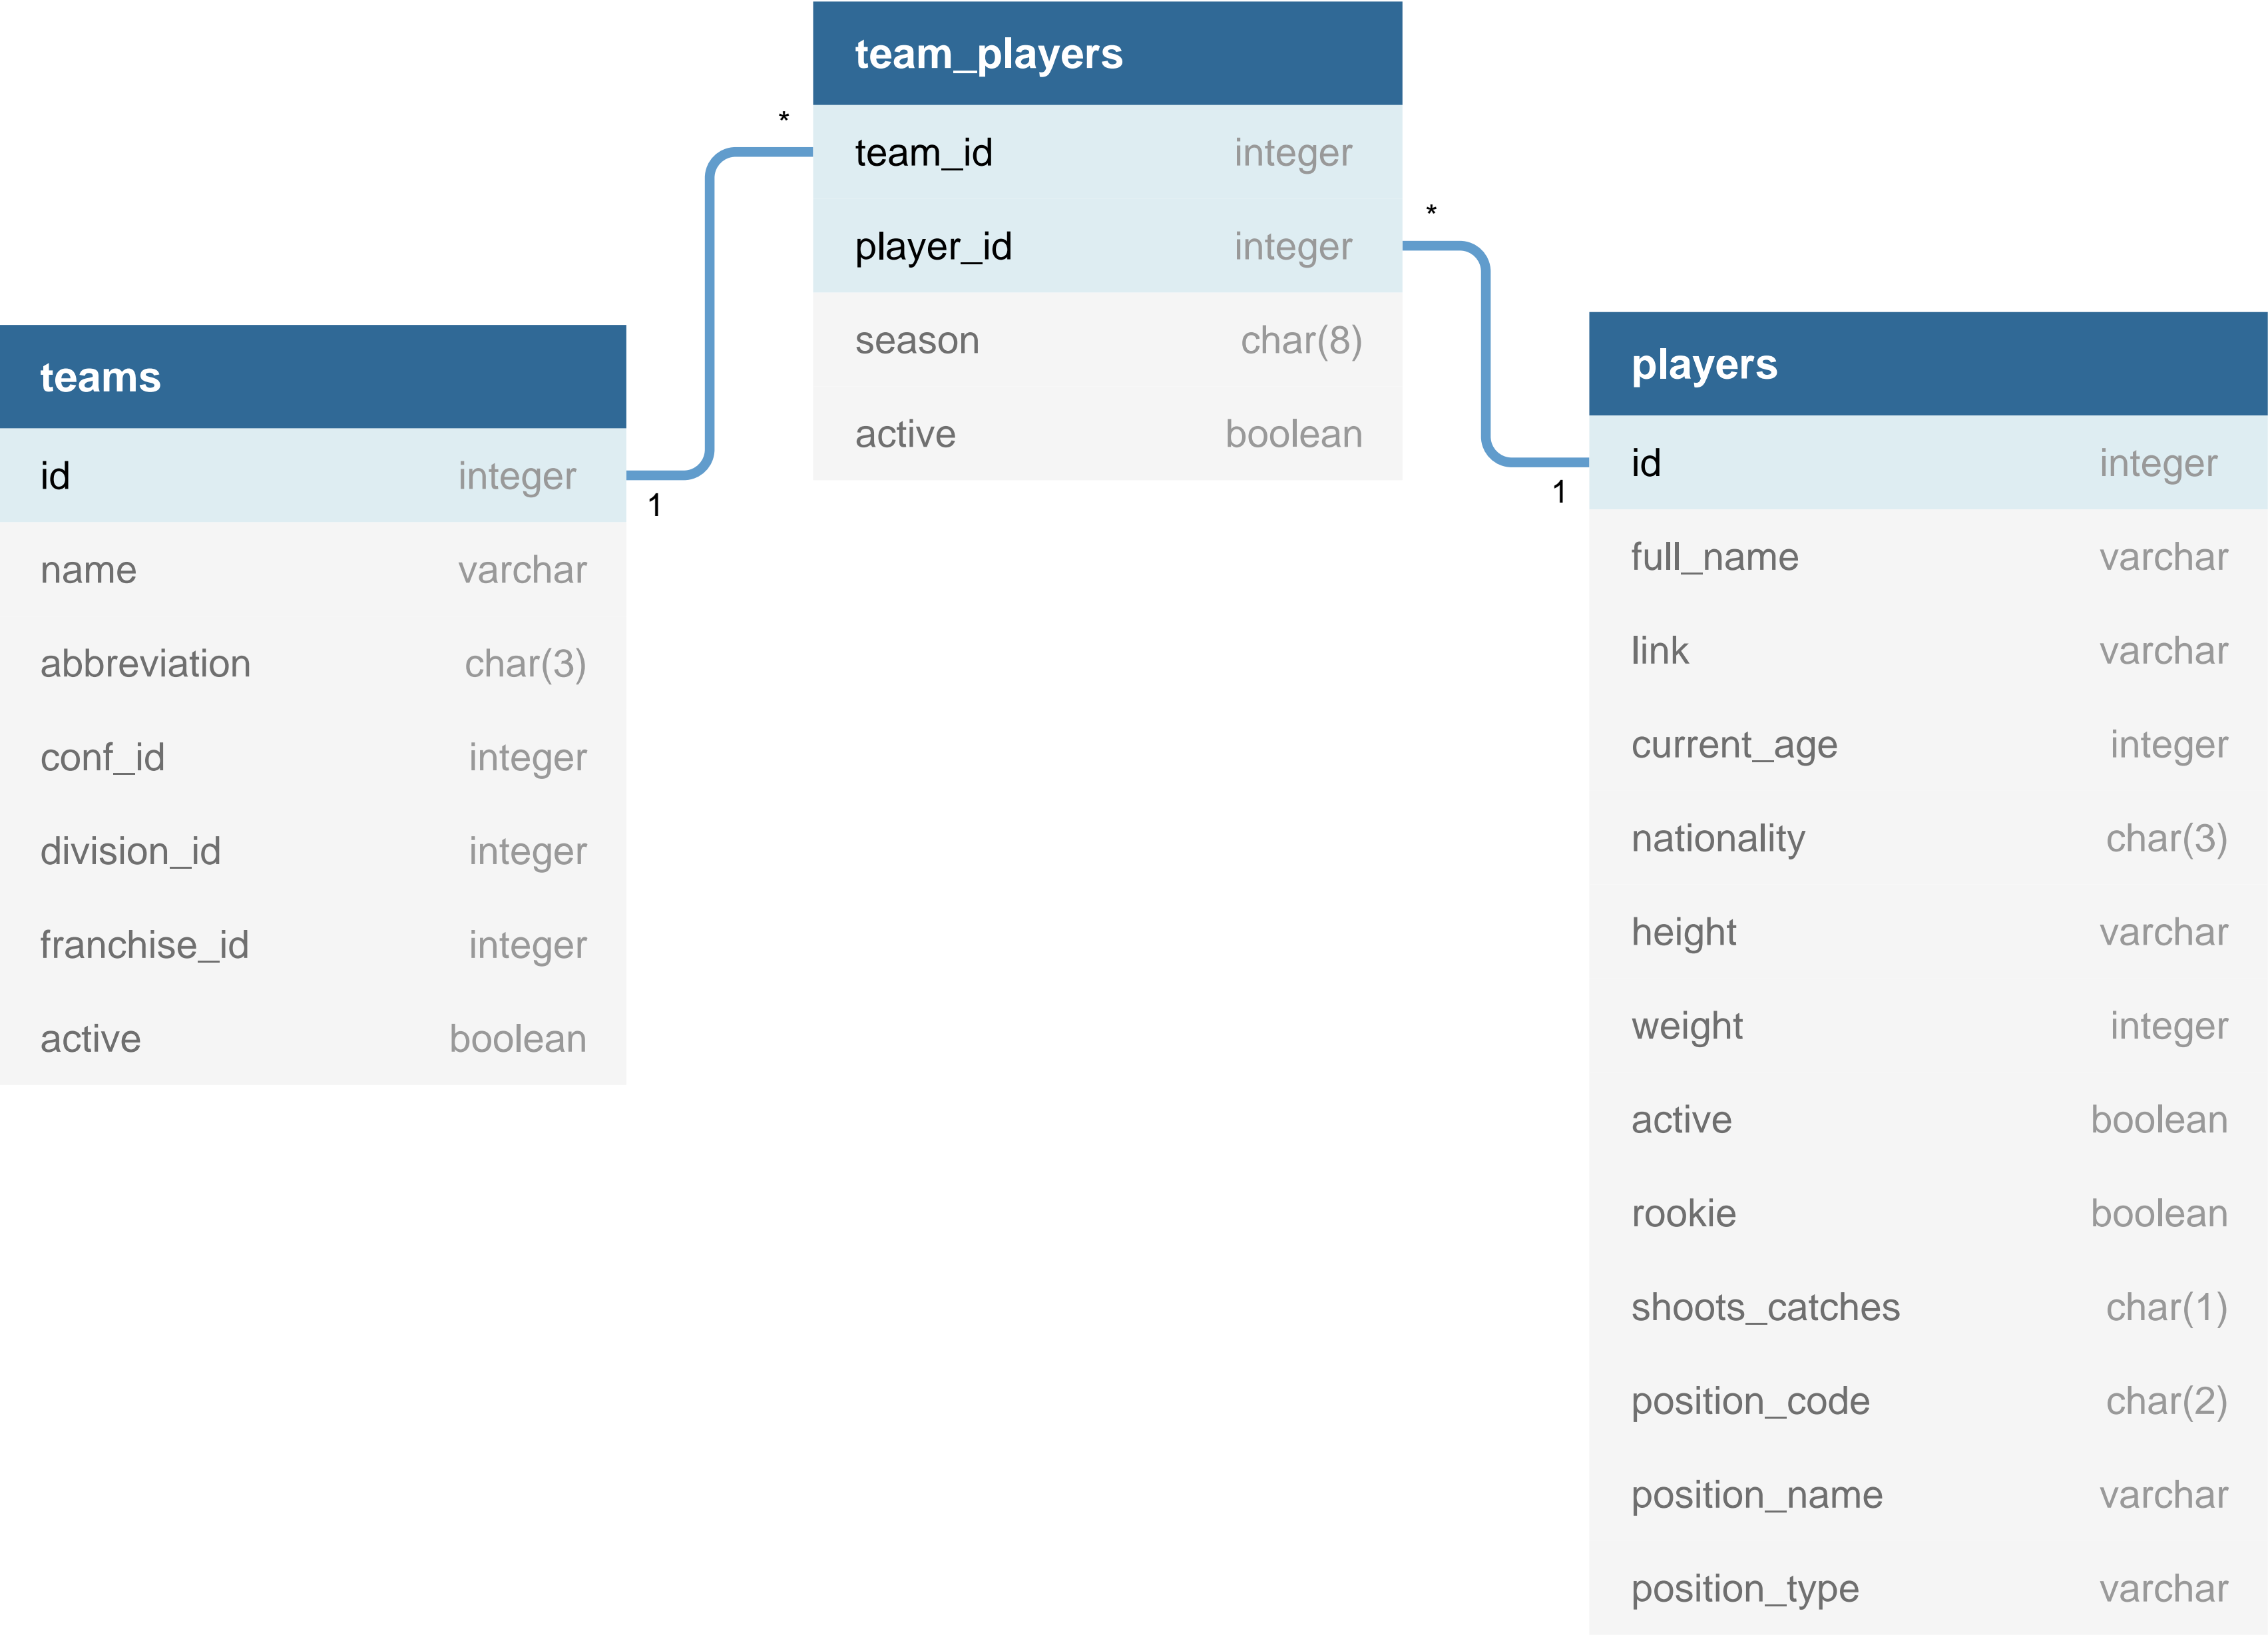 team_players
*
team_id integer
*
player_id integer
season char(8)
active boolean
teams
id integer
1
name varchar
abbreviation char(3)
conf_id integer
division_id integer
franchise_id integer
active boolean
players
id integer
1
full_name varchar
link varchar
current_age integer
nationality char(3)
height varchar
weight integer
active boolean
rookie boolean
shoots_catches char(1)
position_code char(2)
position_name varchar
position_type varchar